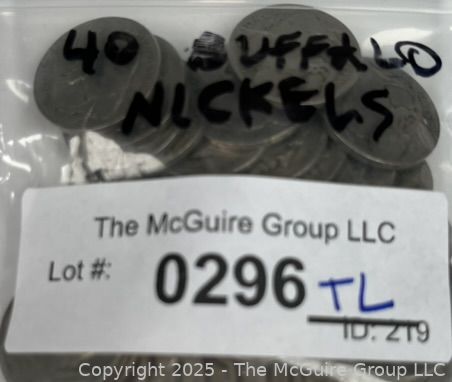 40 BUFFALO
NICKELS
The McGuire Group LLC
Lot #: 0296 TL
ID: 219
Copyright 2025 - The McGuire Group LLC